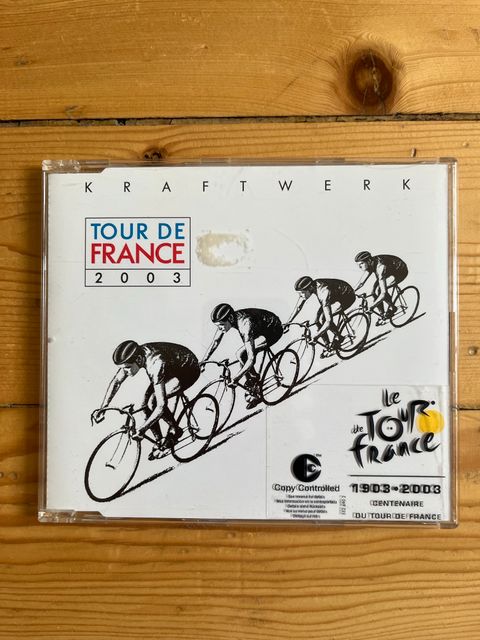 KRAFTWERK
TOUR DE
FRANCE
2003
Le
TOUR
de
france
Copy Controlled
1903-2003
CENTENAIRE
DU TOUR DE FRANCE